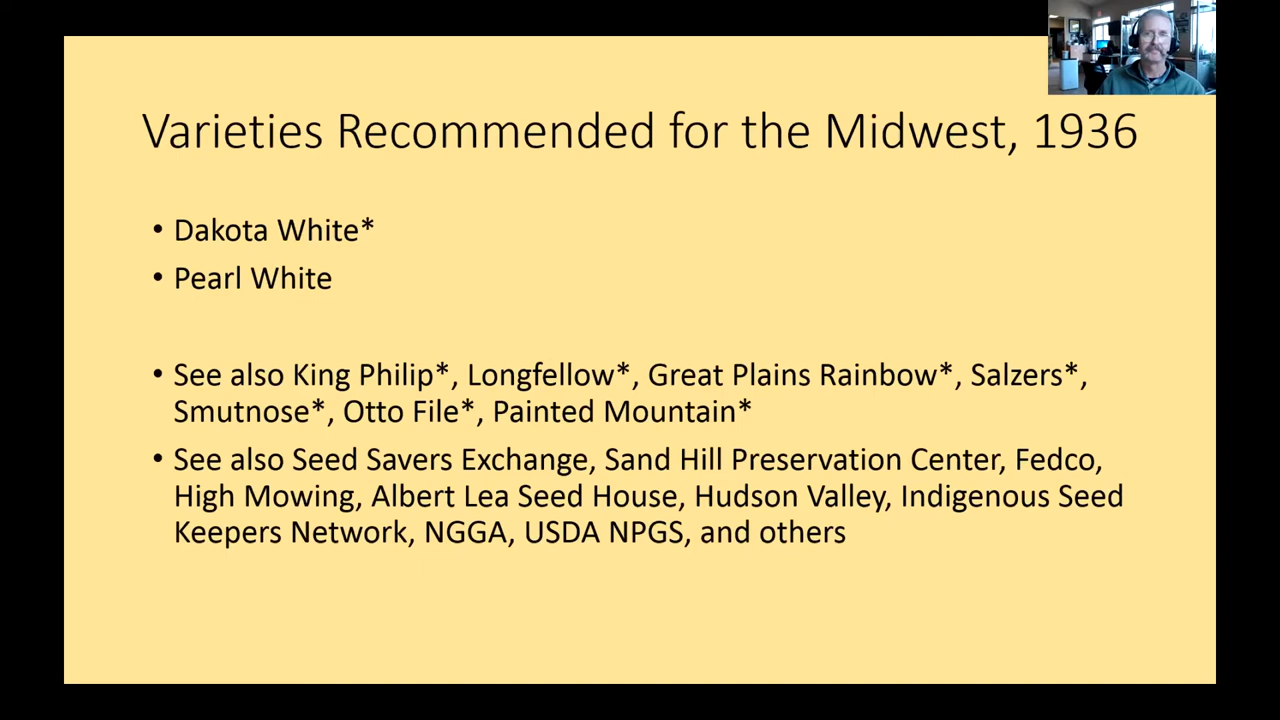 Varieties Recommended for the Midwest, 1936
• Dakota White*
• Pearl White
• See also King Philip*, Longfellow*, Great Plains Rainbow*, Salzers*,
Smutnose*, Otto File*, Painted Mountain*
• See also Seed Savers Exchange, Sand Hill Preservation Center, Fedco,
High Mowing, Albert Lea Seed House, Hudson Valley, Indigenous Seed
Keepers Network, NGGA, USDA NPGS, and others